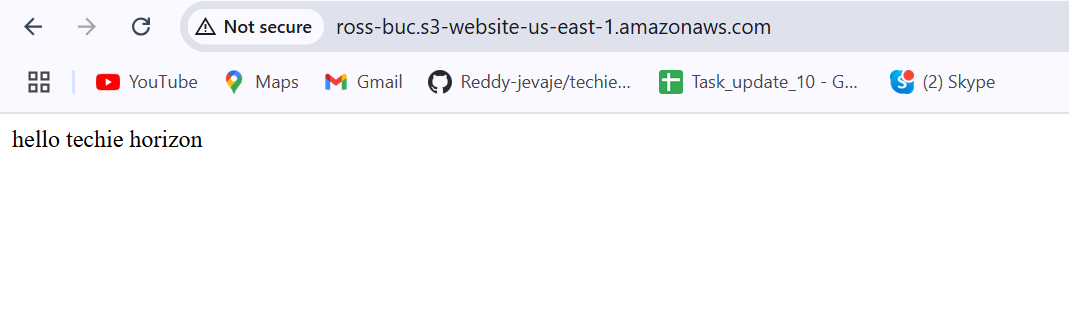 Not secure ross-buc.s3-website-us-east-1.amazonaws.com
YouTube Maps Gmail Reddy-jevaje/techie... Task_update_10 - G... (2) Skype
hello techie horizon